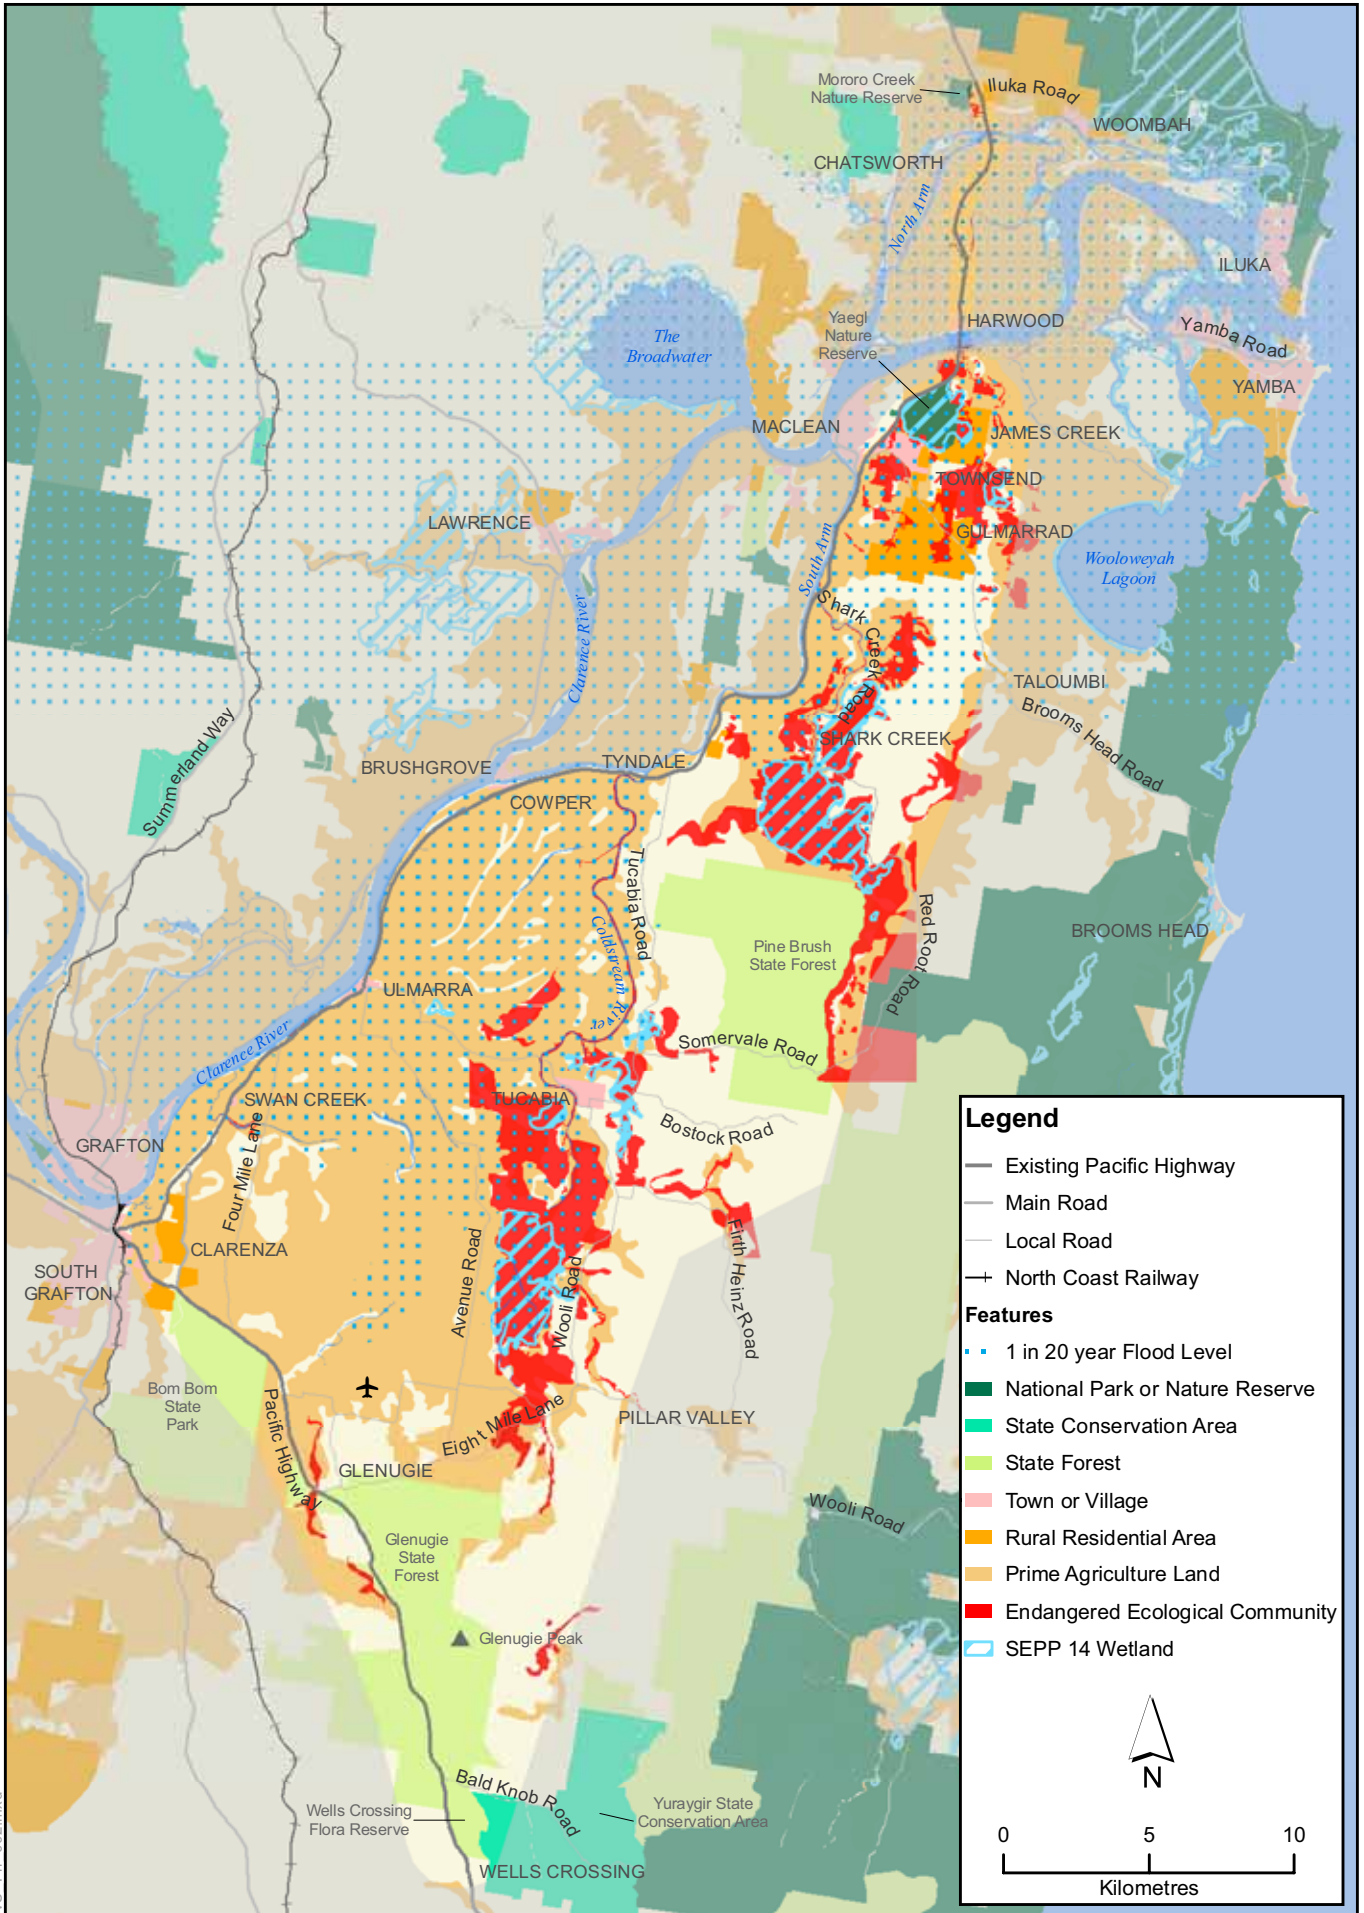 Mororo Creek
Nature Reserve
Iluka Road
WOOMBAH
CHATSWORTH
North Arm
ILUKA
HARWOOD
Yaegl
Nature
Reserve
The
Broadwater
Yamba Road
YAMBA
MACLEAN
JAMES CREEK
TOWNSEND
LAWRENCE
GULMARRAD
South Arm
Wooloweyah
Lagoon
Clarence River
Shark Creek Road
TALOUMBI
Brooms Head Road
SHARK CREEK
Summerland Way
BRUSHGROVE
TYNDALE
COWPER
Tucabia Road
Coldstream River
Red Root Road
BROOMS HEAD
Pine Brush
State Forest
ULMARRA
Clarence River
Somervale Road
SWAN CREEK
TUCABIA
Bostock Road
GRAFTON
Four Mile Lane
CLARENZA
SOUTH
GRAFTON
Avenue Road
Wooli Road
Firth Heinz Road
Bom Bom
State
Park
Pacific Highway
Eight Mile Lane
PILLAR VALLEY
GLENUGIE
Wooli Road
Glenugie
State
Forest
Glenugie Peak
Bald Knob Road
Wells Crossing
Flora Reserve
Yuraygir State
Conservation Area
WELLS CROSSING
Legend
Existing Pacific Highway
Main Road
Local Road
North Coast Railway
Features
1 in 20 year Flood Level
National Park or Nature Reserve
State Conservation Area
State Forest
Town or Village
Rural Residential Area
Prime Agriculture Land
Endangered Ecological Community
SEPP 14 Wetland
N
0 5 10
Kilometres